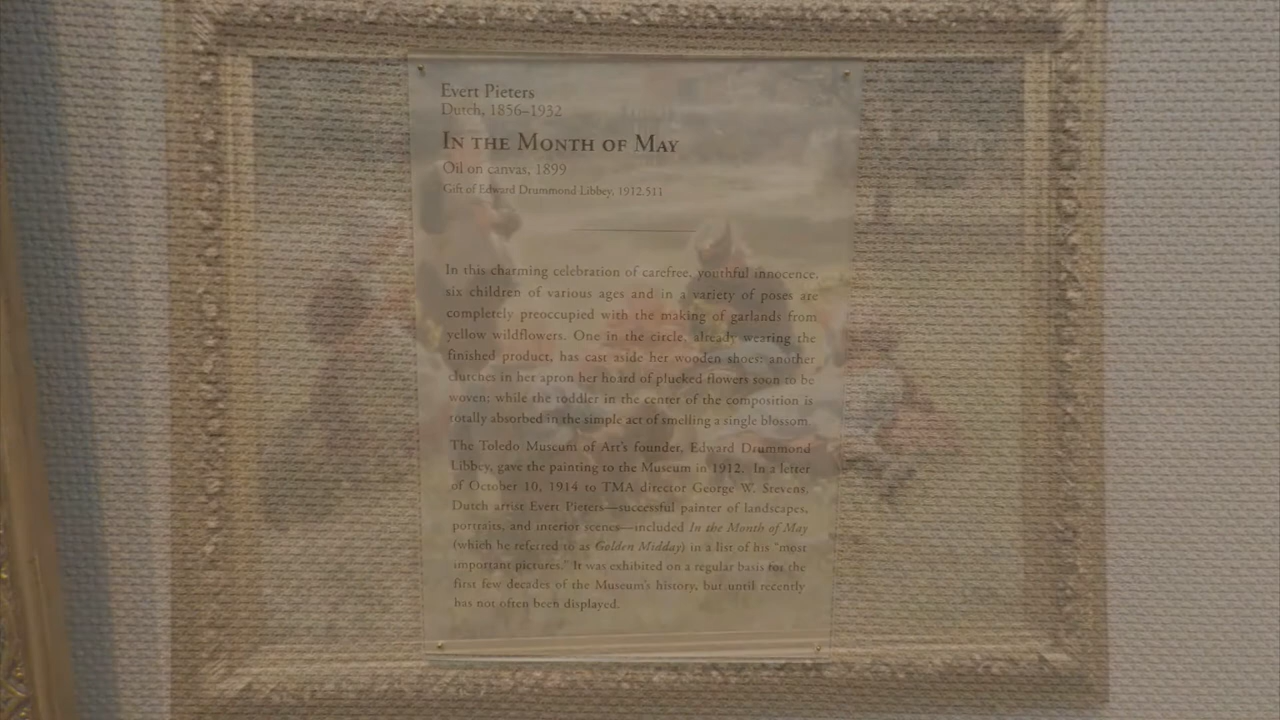 Evert Pieters
Dutch, 1856–1932
IN THE MONTH OF MAY
Oil on canvas, 1899
Gift of Edward Drummond Libbey, 1912.511
In this charming celebration of carefree, youthful innocence,
six children of various ages and in a variety of poses are
completely preoccupied with the making of garlands from
yellow wildflowers. One in the circle, already wearing the
finished product, has cast aside her wooden shoes; another
clutches in her apron her hoard of plucked flowers soon to be
woven; while the toddler in the center of the composition is
totally absorbed in the simple act of smelling a single blossom.
The Toledo Museum of Art's founder, Edward Drummond
Libbey, gave the painting to the Museum in 1912. In a letter
of October 10, 1914 to TMA director George W. Stevens,
Dutch artist Evert Pieters—successful painter of landscapes,
portraits, and interior scenes—included In the Month of May
(which he referred to as Golden Midday) in a list of his "most
important pictures." It was exhibited on a regular basis for the
first few decades of the Museum's history, but until recently
has not often been displayed.